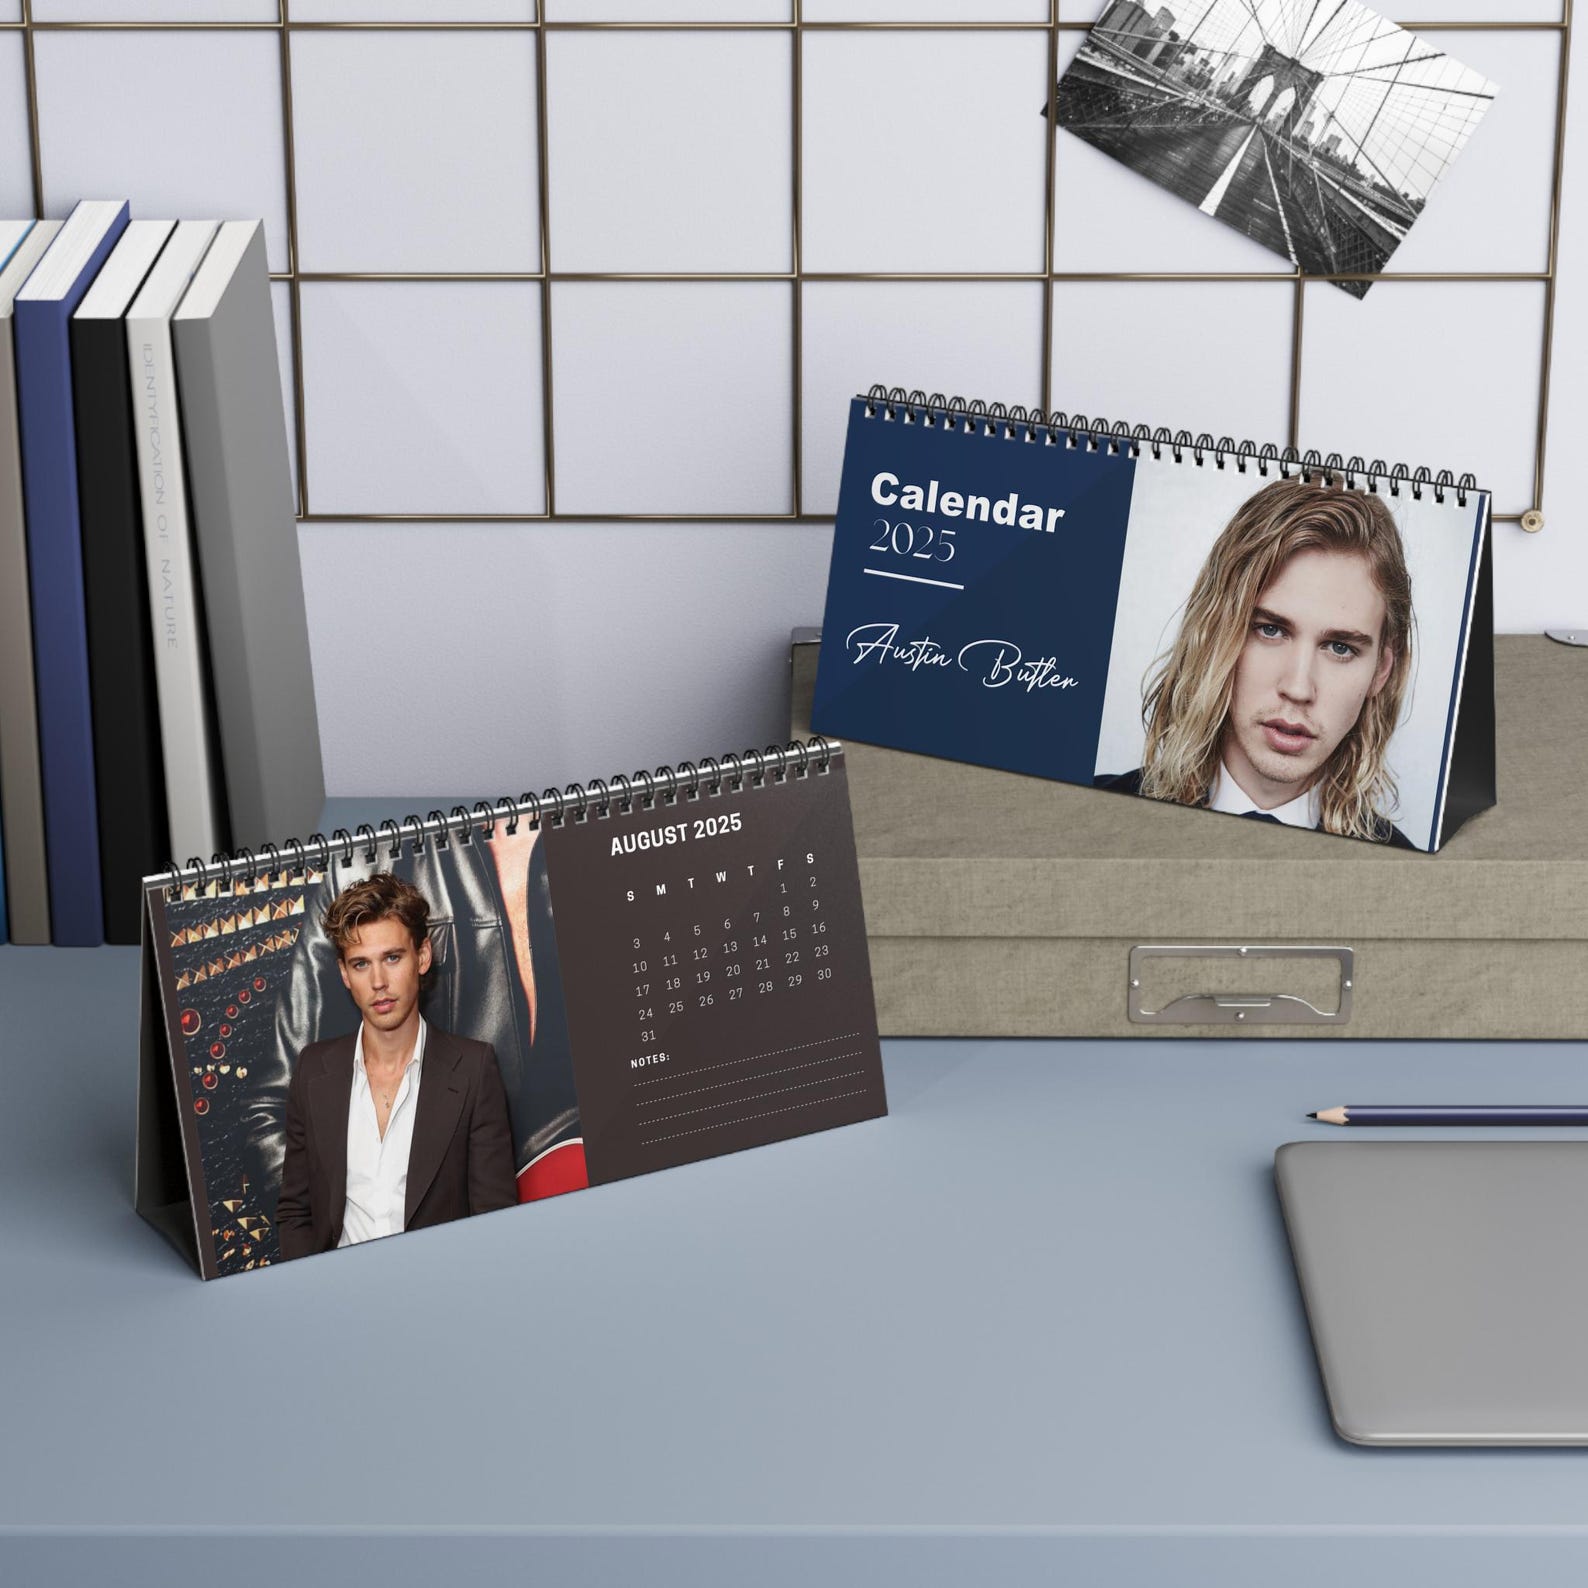 IDENTYFICATION OF NATURE
Calendar
2025
Austin Butler
AUGUST 2025
S M T W T F S
1 2
3 4 5 6 7 8 9
10 11 12 13 14 15 16
17 18 19 20 21 22 23
24 25 26 27 28 29 30
31
NOTES: